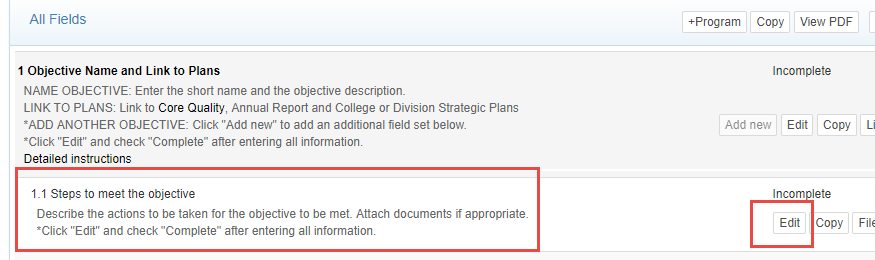 All Fields
+Program Copy View PDF
1 Objective Name and Link to Plans Incomplete
NAME OBJECTIVE: Enter the short name and the objective description.
LINK TO PLANS: Link to Core Quality, Annual Report and College or Division Strategic Plans
*ADD ANOTHER OBJECTIVE: Click "Add new" to add an additional field set below.
Add new Edit Copy Li
*Click "Edit" and check "Complete" after entering all information.
Detailed instructions
1.1 Steps to meet the objective Incomplete
Describe the actions to be taken for the objective to be met. Attach documents if appropriate.
Edit Copy File
*Click "Edit" and check "Complete" after entering all information.